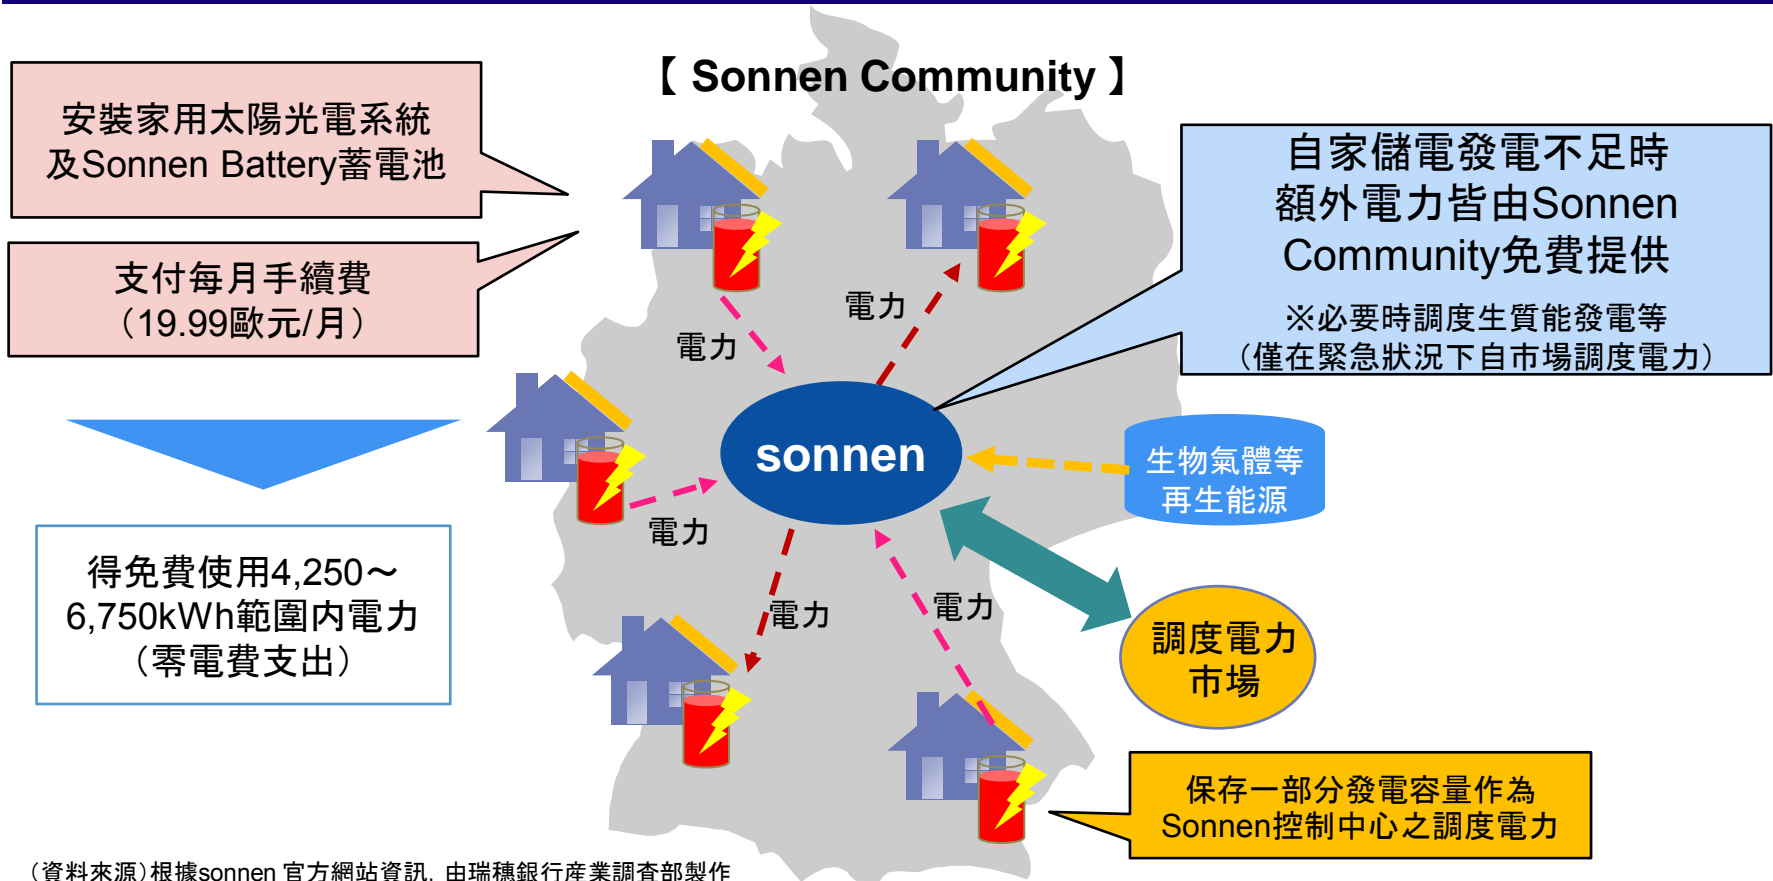 【 Sonnen Community 】
安裝家用太陽光電系統
及Sonnen Battery蓄電池
支付每月手續費
（19.99歐元/月）
得免費使用4,250～
6,750kWh範圍內電力
（零電費支出）
自家儲電發電不足時
額外電力皆由Sonnen
Community免費提供
※必要時調度生質能發電等
（僅在緊急狀況下自市場調度電力）
電力
電力
sonnen
生物氣體等
再生能源
電力
電力
電力
調度電力
市場
保存一部分發電容量作為
Sonnen控制中心之調度電力
（資料來源）根據sonnen 官方網站資訊，由瑞穗銀行産業調査部製作